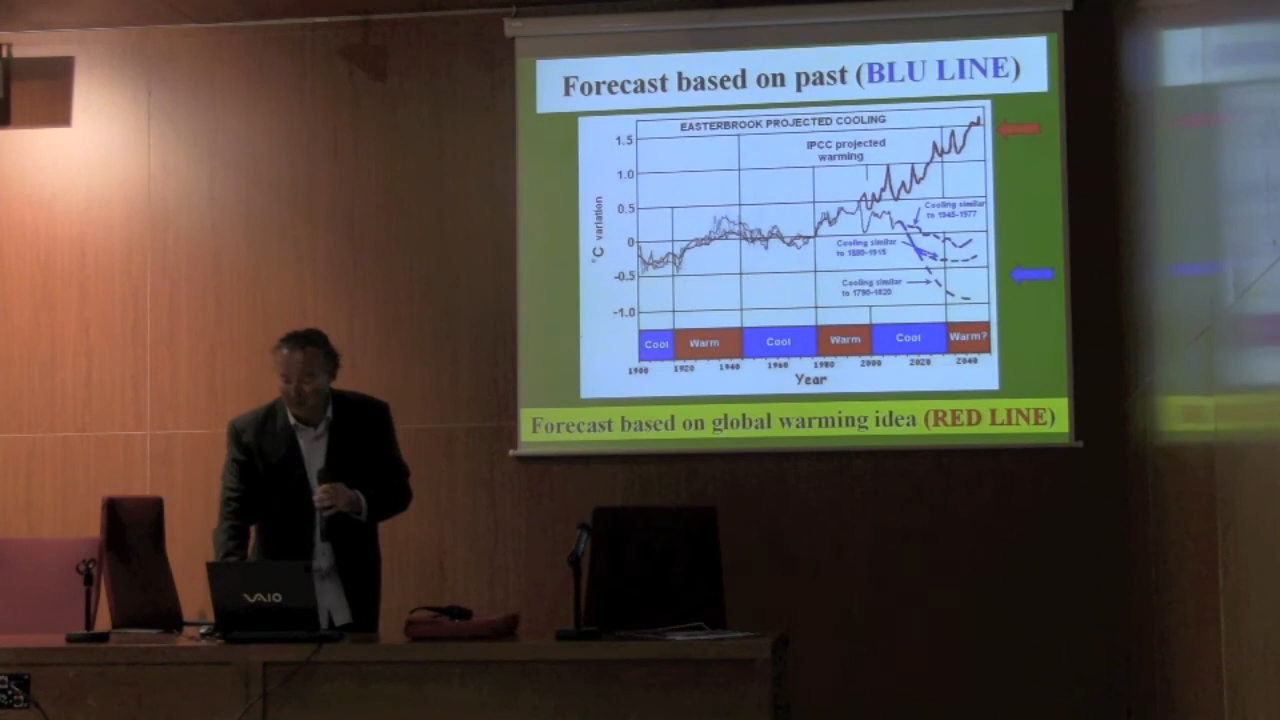 Forecast based on past (BLU LINE)
EASTERBROOK PROJECTED COOLING
IPCC projected
warming
1.5
1.0
0.5
0
-0.5
-1.0
°C variation
Cooling similar
to 1945-1977
Cooling similar
to 1880-1915
Cooling similar
to 1790-1820
Cool Warm Cool Warm Cool Warm?
1900 1920 1940 1960 1980 2000 2020 2040
Year
Forecast based on global warming idea (RED LINE)
VAIO